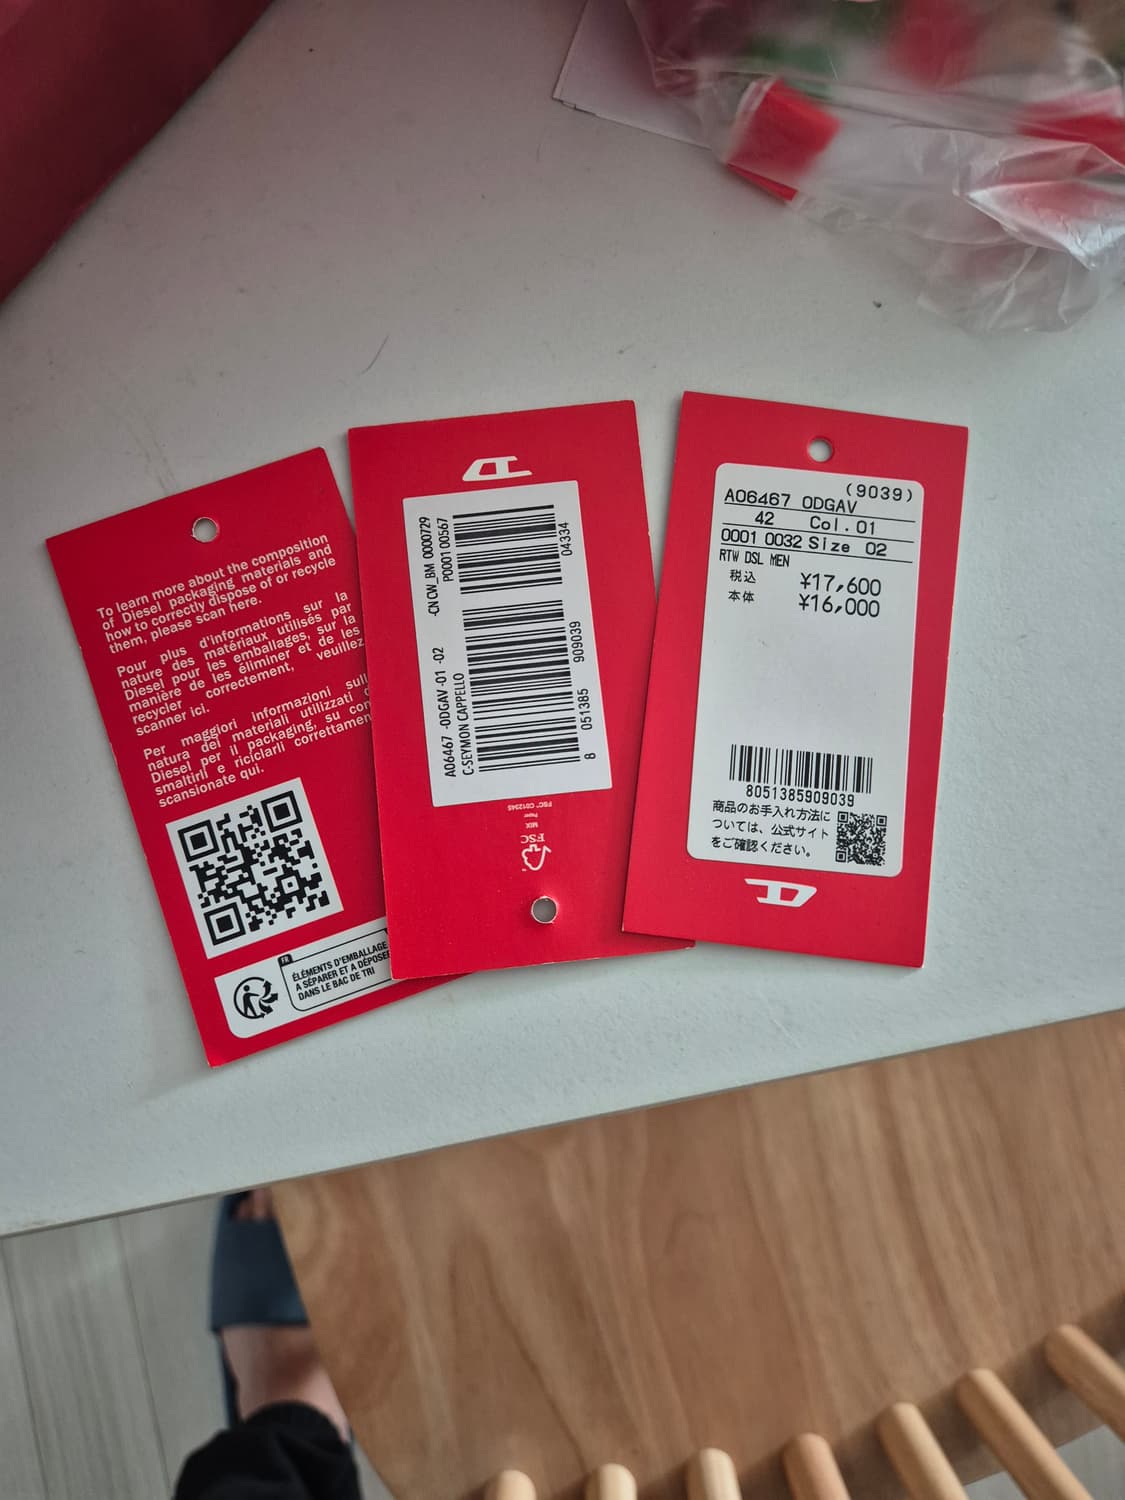 To learn more about the composition
of Diesel packaging materials and
how to correctly dispose of or recycle
them, please scan here.
Pour plus d'informations sur la
nature des matériaux utilisés par
Diesel pour les emballages, sur la
manière de les éliminer et de les
recycler correctement, veuillez
scanner ici.
Per maggiori informazioni
natura dei materiali utilizzati
Diesel per il packaging, su
smaltirli e riciclarli
scansionate qui.
FR
ÉLÉMENTS D'EMBALLAGE
A SÉPARER ET A DÉPOSER
DANS LE BAC DE TRI
A06467 -0DGAV -01 -02 -CN CW_BM 0000729
C-SEYMON CAPPELLO P0001 00567
04334
8 051385 909039
FSC
MIX
Paper
FSC™ C012345
(9039)
A06467 0DGAV
42 Col.01
0001 0032 Size 02
RTW DSL MEN
税込 ¥17,600
本体 ¥16,000
8051385909039
商品のお手入れ方法に
ついては、公式サイト
をご確認ください。